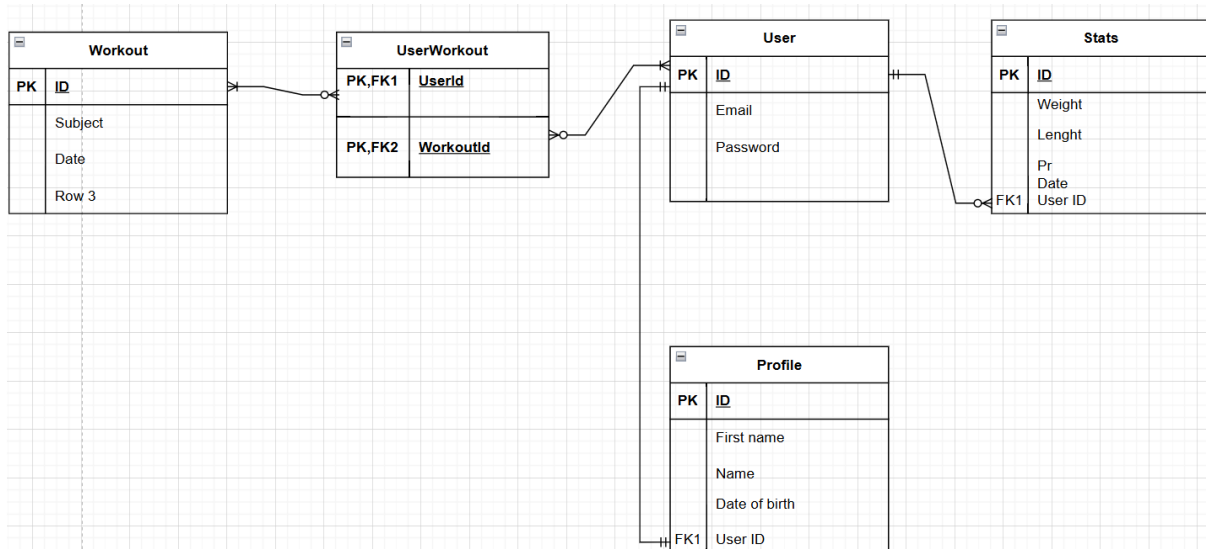 Workout
PK ID
Subject
Date
Row 3
UserWorkout
PK,FK1 UserId
PK,FK2 WorkoutId
User
PK ID
Email
Password
Stats
PK ID
Weight
Lenght
Pr
Date
FK1 User ID
Profile
PK ID
First name
Name
Date of birth
FK1 User ID